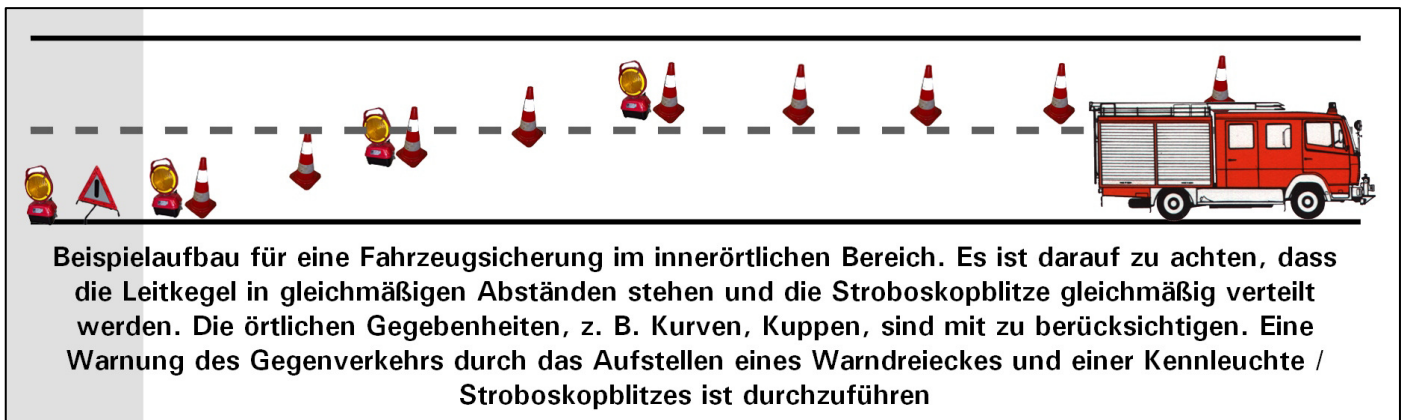 Beispielaufbau für eine Fahrzeugsicherung im innerörtlichen Bereich. Es ist darauf zu achten, dass
die Leitkegel in gleichmäßigen Abständen stehen und die Stroboskopblitze gleichmäßig verteilt
werden. Die örtlichen Gegebenheiten, z. B. Kurven, Kuppen, sind mit zu berücksichtigen. Eine
Warnung des Gegenverkehrs durch das Aufstellen eines Warndreieckes und einer Kennleuchte /
Stroboskopblitzes ist durchzuführen